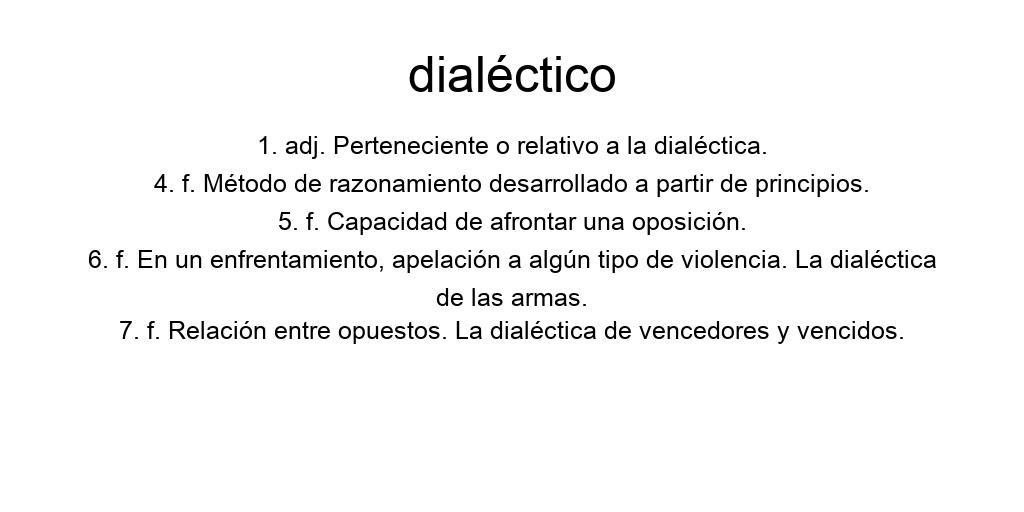 dialéctico
1. adj. Perteneciente o relativo a la dialéctica.
4. f. Método de razonamiento desarrollado a partir de principios.
5. f. Capacidad de afrontar una oposición.
6. f. En un enfrentamiento, apelación a algún tipo de violencia. La dialéctica
de las armas.
7. f. Relación entre opuestos. La dialéctica de vencedores y vencidos.